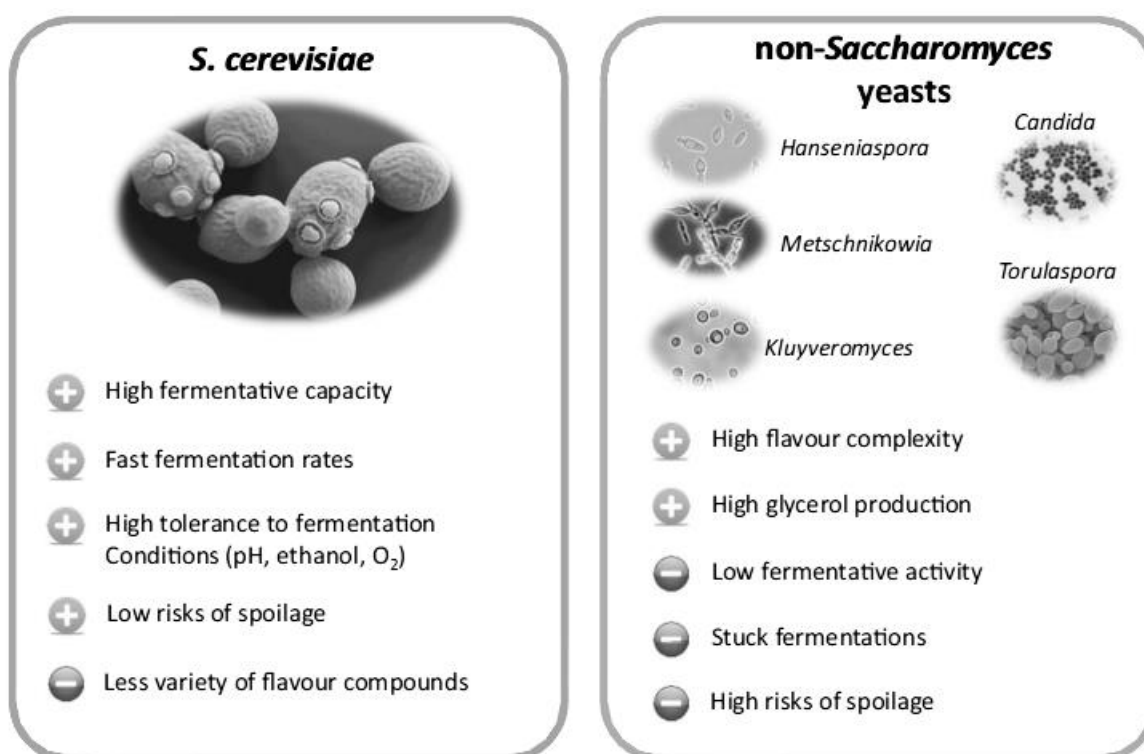 S. cerevisiae
High fermentative capacity
Fast fermentation rates
High tolerance to fermentation
Conditions (pH, ethanol, O₂)
Low risks of spoilage
Less variety of flavour compounds
non-Saccharomyces
yeasts
Hanseniaspora
Candida
Metschnikowia
Torulaspora
Kluyveromyces
High flavour complexity
High glycerol production
Low fermentative activity
Stuck fermentations
High risks of spoilage